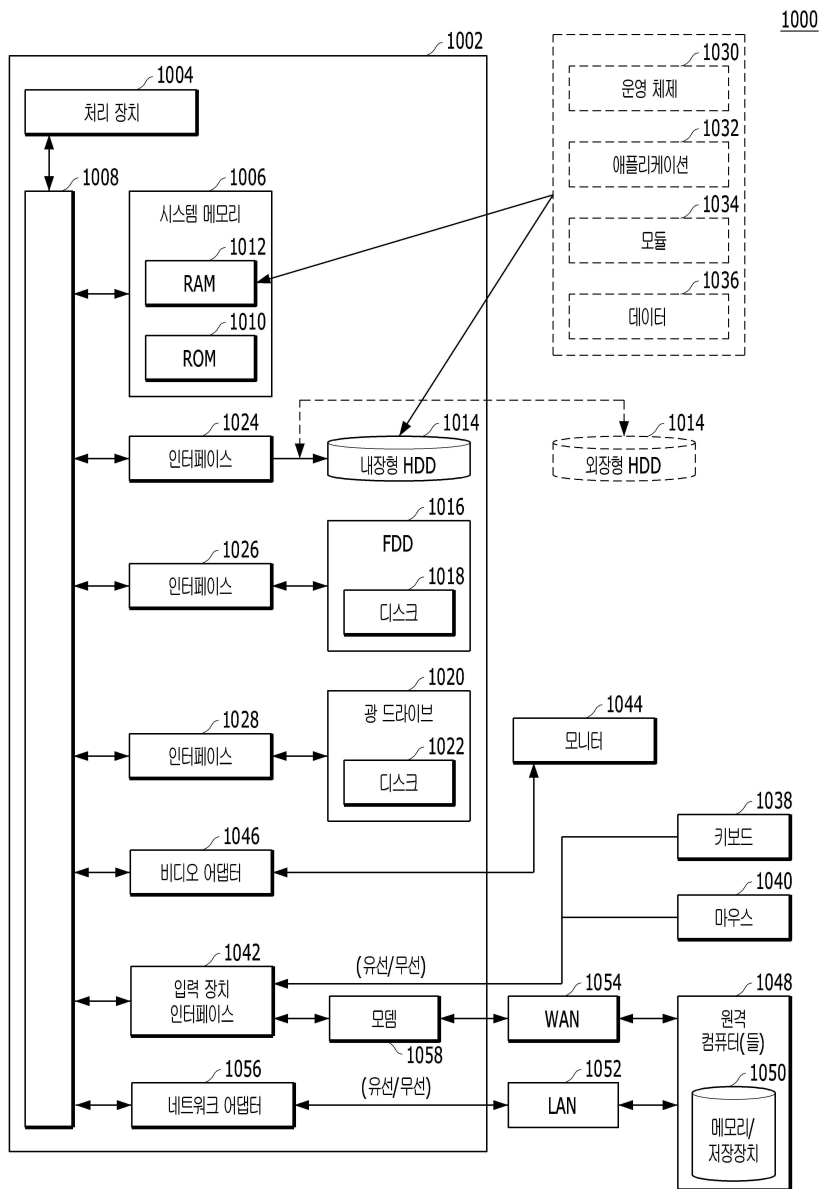 1000
1002
1004
처리 장치
1030
운영 체제
1032
애플리케이션
1034
모듈
1036
데이터
1008
1006
시스템 메모리
1012
RAM
1010
ROM
1024
인터페이스
1014
내장형 HDD
1014
외장형 HDD
1016
FDD
1026
인터페이스
1018
디스크
1020
광 드라이브
1028
인터페이스
1022
디스크
1044
모니터
1038
키보드
1046
비디오 어댑터
1040
마우스
1042
입력 장치
인터페이스
(유선/무선)
모뎀
1058
1054
WAN
1048
원격
컴퓨터(들)
1050
메모리/
저장장치
1056
네트워크 어댑터
(유선/무선)
1052
LAN